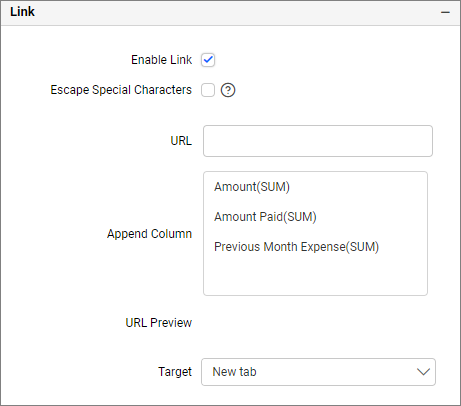 Link
Enable Link
Escape Special Characters
URL
Amount(SUM)
Amount Paid(SUM)
Append Column
Previous Month Expense(SUM)
URL Preview
Target New tab